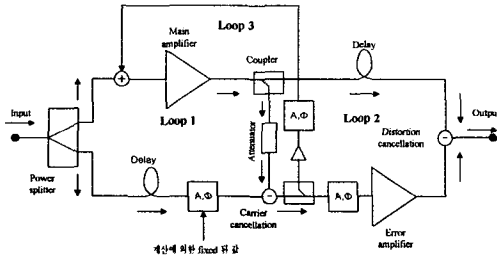 Main
amplifier
Loop 3
Coupler
Delay
Input
Loop 1
Attenuator
A,Φ
Loop 2
Output
Distortion
cancellation
Power
splitter
Delay
A,Φ
Carrier
cancellation
A,Φ
Error
amplifier
계산에 의한 fixed 된 값